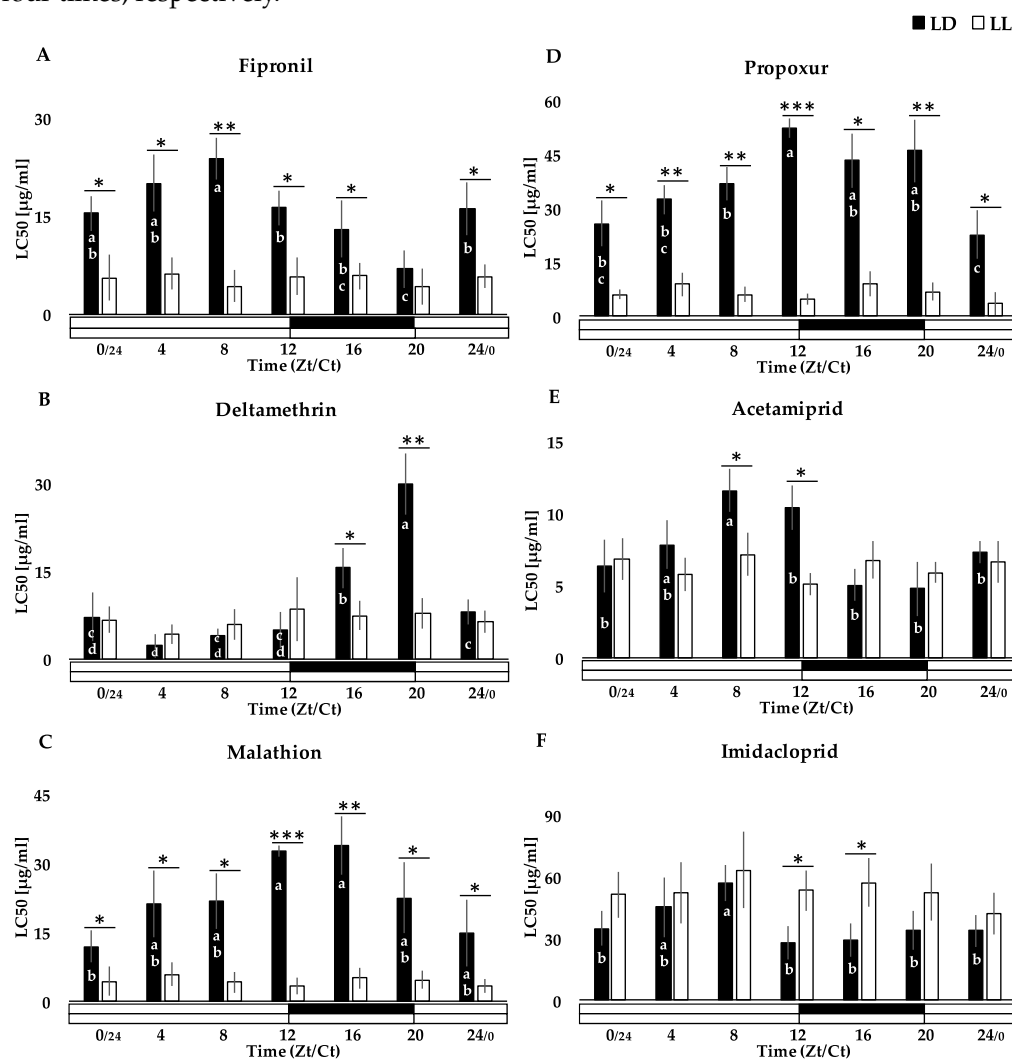 four times, respectively.
LD LL
A
Fipronil
30
15
0
LC50 [µg/ml]
* * ** * * *
a b
a b
a
b
b c
c
b
0/24 4 8 12 16 20 24/0
Time (Zt/Ct)
D
Propoxur
60
45
30
15
0
LC50 [µg/ml]
* ** ** *** * ** *
b c
b c
b
a
a b
a b
c
0/24 4 8 12 16 20 24/0
Time (Zt/Ct)
B
Deltamethrin
30
15
0
LC50 [µg/ml]
* **
c d
d
c d
c d
b
a
c
0/24 4 8 12 16 20 24/0
Time (Zt/Ct)
E
Acetamiprid
15
10
5
0
LC50 [µg/ml]
* *
b
a b
a
b
b
b
b
0/24 4 8 12 16 20 24/0
Time (Zt/Ct)
C
Malathion
45
30
15
0
LC50 [µg/ml]
* * * *** ** * *
b
a b
a b
a
a
a b
a b
0/24 4 8 12 16 20 24/0
Time (Zt/Ct)
F
Imidacloprid
90
60
30
0
LC50 [µg/ml]
* *
b
a b
a
b
b
b
b
0/24 4 8 12 16 20 24/0
Time (Zt/Ct)